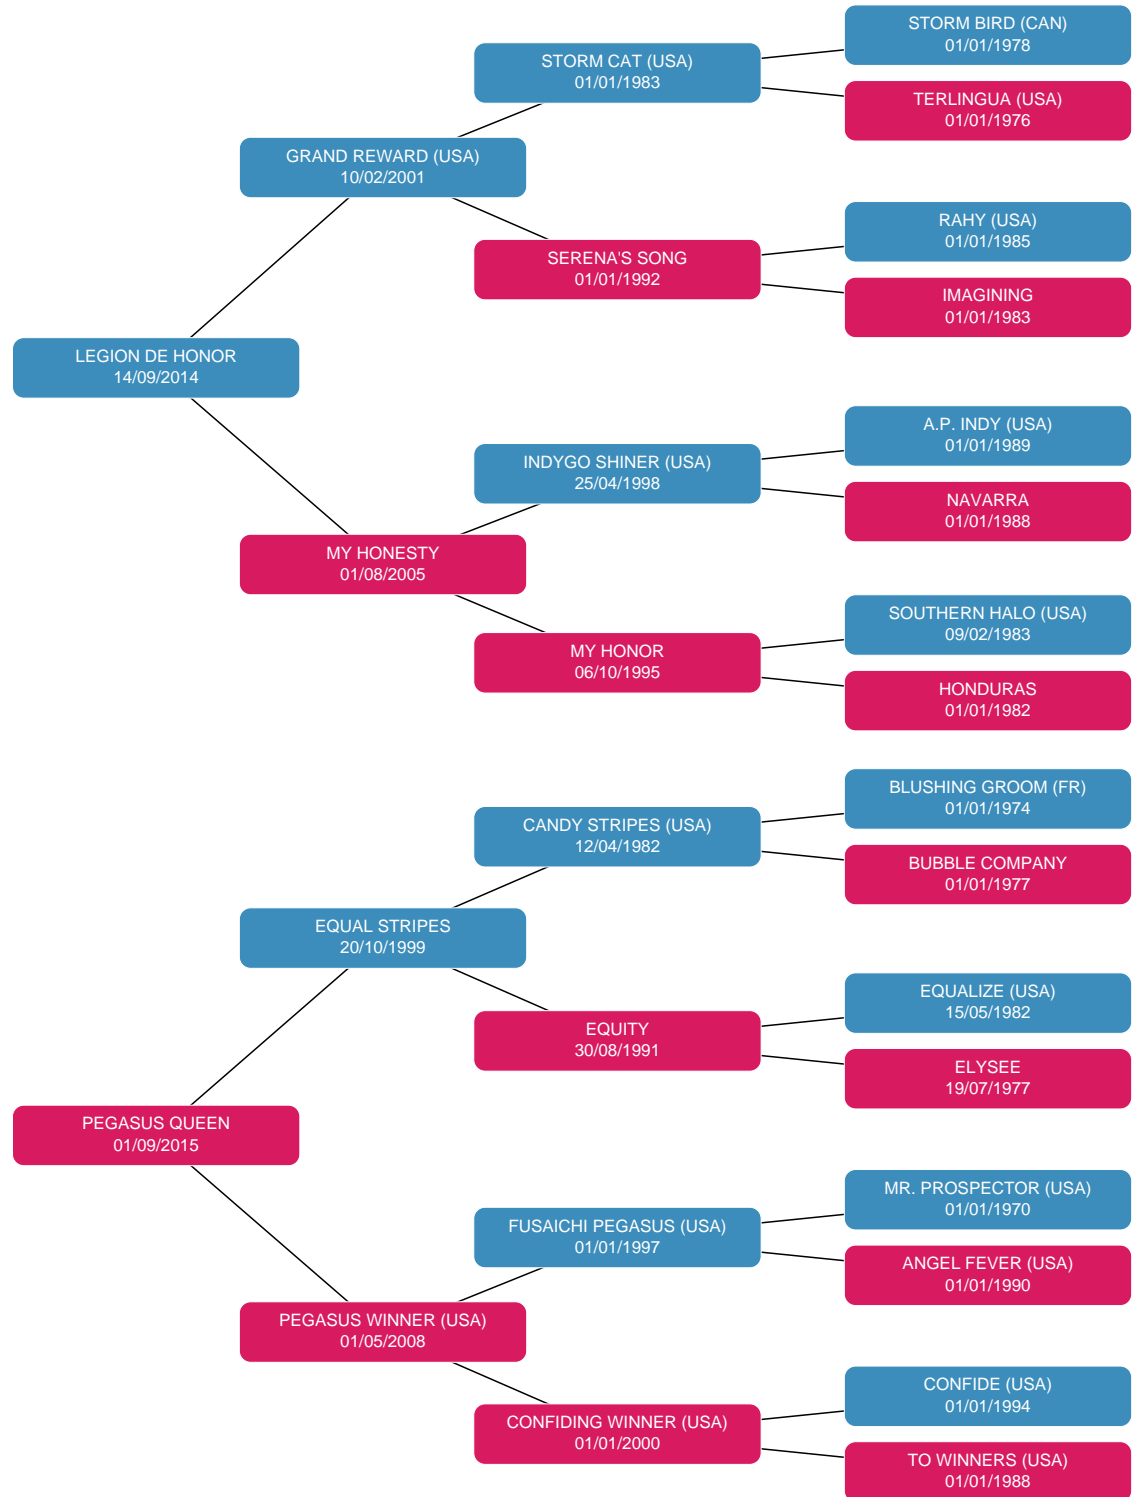 STORM BIRD (CAN)
01/01/1978
STORM CAT (USA)
01/01/1983
TERLINGUA (USA)
01/01/1976
GRAND REWARD (USA)
10/02/2001
RAHY (USA)
01/01/1985
SERENA'S SONG
01/01/1992
IMAGINING
01/01/1983
LEGION DE HONOR
14/09/2014
A.P. INDY (USA)
01/01/1989
INDYGO SHINER (USA)
25/04/1998
NAVARRA
01/01/1988
MY HONESTY
01/08/2005
SOUTHERN HALO (USA)
09/02/1983
MY HONOR
06/10/1995
HONDURAS
01/01/1982
BLUSHING GROOM (FR)
01/01/1974
CANDY STRIPES (USA)
12/04/1982
BUBBLE COMPANY
01/01/1977
EQUAL STRIPES
20/10/1999
EQUALIZE (USA)
15/05/1982
EQUITY
30/08/1991
ELYSEE
19/07/1977
PEGASUS QUEEN
01/09/2015
MR. PROSPECTOR (USA)
01/01/1970
FUSAICHI PEGASUS (USA)
01/01/1997
ANGEL FEVER (USA)
01/01/1990
PEGASUS WINNER (USA)
01/05/2008
CONFIDE (USA)
01/01/1994
CONFIDING WINNER (USA)
01/01/2000
TO WINNERS (USA)
01/01/1988